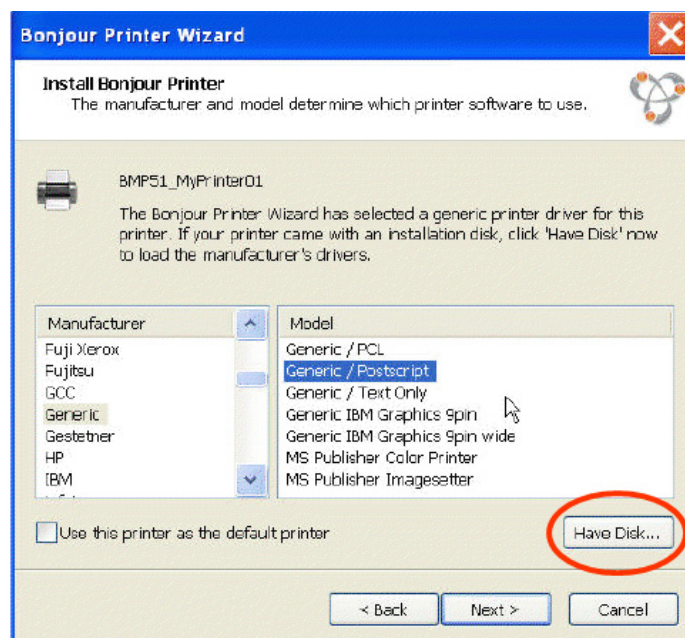 Bonjour Printer Wizard
Install Bonjour Printer
The manufacturer and model determine which printer software to use.
BMP51_MyPrinter01
The Bonjour Printer Wizard has selected a generic printer driver for this
printer. If your printer came with an installation disk, click 'Have Disk' now
to load the manufacturer's drivers.
Manufacturer
Fuji Xerox
Fujitsu
GCC
Generic
Gestetner
HP
IBM
Model
Generic / PCL
Generic / Postscript
Generic / Text Only
Generic IBM Graphics 9pin
Generic IBM Graphics 9pin wide
MS Publisher Color Printer
MS Publisher Imagesetter
Use this printer as the default printer
Have Disk...
< Back
Next >
Cancel